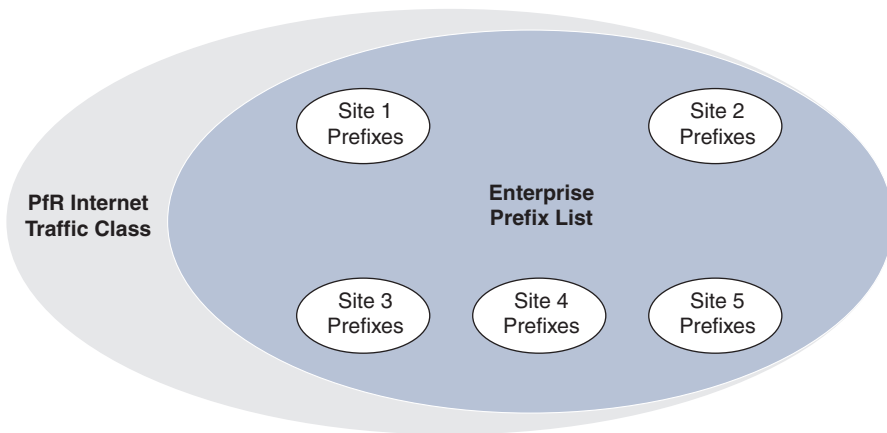 Site 1
Prefixes
Site 2
Prefixes
PfR Internet
Traffic Class
Enterprise
Prefix List
Site 3
Prefixes
Site 4
Prefixes
Site 5
Prefixes